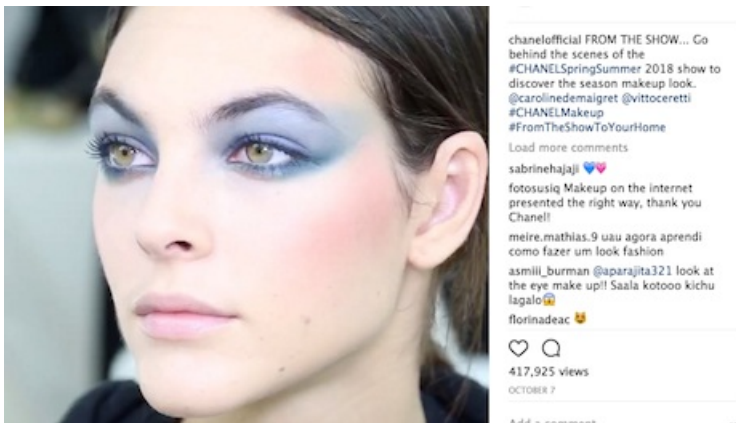 chanelofficial FROM THE SHOW... Go
behind the scenes of the
#CHANELSpringSummer 2018 show to
discover the season makeup look.
@carolinedemaigret @vittoceretti
#CHANELMakeup
#FromTheShowToYourHome
Load more comments
sabrinehajaji 💙💗
fotosusiq Makeup on the internet
presented the right way, thank you
Chanel!
meire.mathias.9 uau agora aprendi
como fazer um look fashion
asmiii_burman @aparajita321 look at
the eye make up!! Saala kotooo kichu
lagalo😱
florinadeac 😺
417,925 views
OCTOBER 7
Add a comment